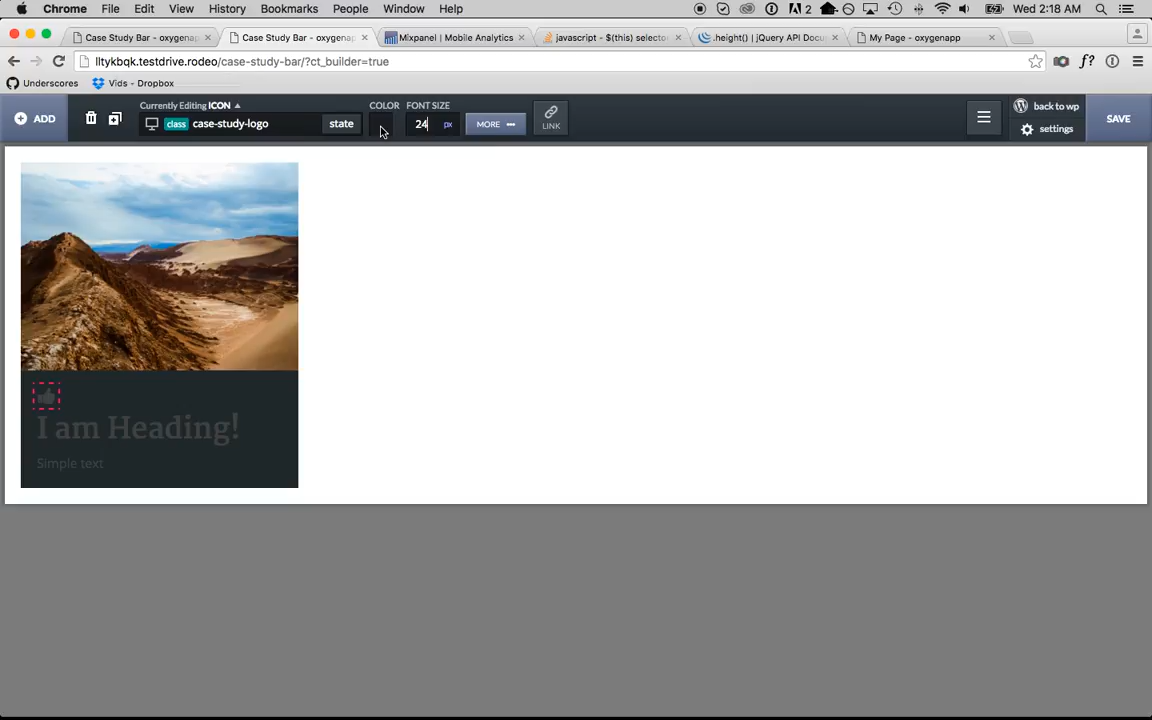 Chrome File Edit View History Bookmarks People Window Help 2 Wed 2:18 AM
Case Study Bar - oxygenap Case Study Bar - oxygenap Mixpanel | Mobile Analytics javascript - $(this) selecto .height() | jQuery API Docu My Page - oxygenapp
lltykbqk.testdrive.rodeo/case-study-bar/?ct_builder=true f?
Underscores Vids - Dropbox
Currently Editing ICON COLOR FONT SIZE
ADD class case-study-logo state 24 px MORE LINK back to wp settings SAVE
I am Heading!
Simple text